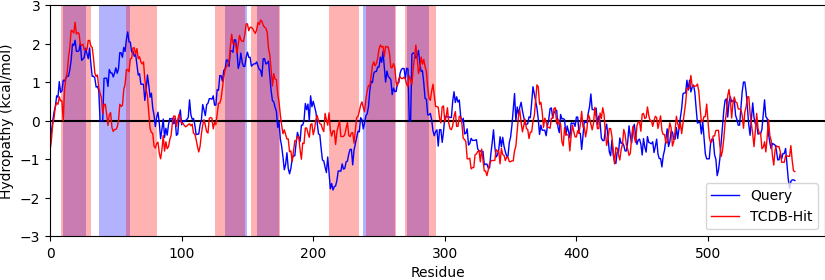 3
2
1
0
−1
−2
−3
Hydropathy (kcal/mol)
0 100 200 300 400 500
Residue
Query
TCDB-Hit